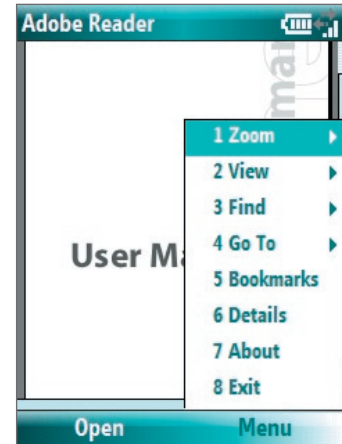 Adobe Reader
1 Zoom
2 View
3 Find
4 Go To
5 Bookmarks
6 Details
7 About
8 Exit
User Ma
Open
Menu